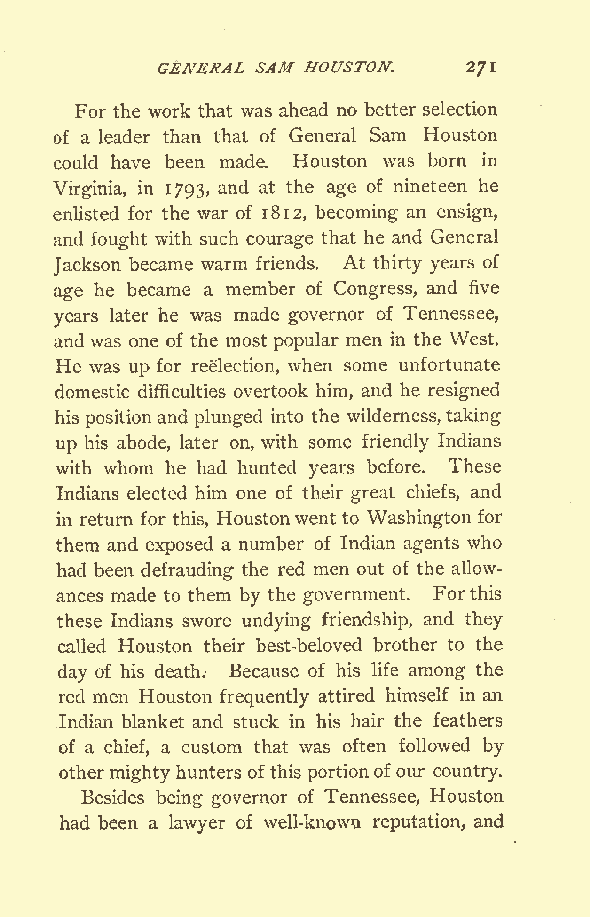 GENERAL SAM HOUSTON. 271
For the work that was ahead no better selection
of a leader than that of General Sam Houston
could have been made. Houston was born in
Virginia, in 1793, and at the age of nineteen he
enlisted for the war of 1812, becoming an ensign,
and fought with such courage that he and General
Jackson became warm friends. At thirty years of
age he became a member of Congress, and five
years later he was made governor of Tennessee,
and was one of the most popular men in the West.
He was up for reëlection, when some unfortunate
domestic difficulties overtook him, and he resigned
his position and plunged into the wilderness, taking
up his abode, later on, with some friendly Indians
with whom he had hunted years before. These
Indians elected him one of their great chiefs, and
in return for this, Houston went to Washington for
them and exposed a number of Indian agents who
had been defrauding the red men out of the allow-
ances made to them by the government. For this
these Indians swore undying friendship, and they
called Houston their best-beloved brother to the
day of his death. Because of his life among the
red men Houston frequently attired himself in an
Indian blanket and stuck in his hair the feathers
of a chief, a custom that was often followed by
other mighty hunters of this portion of our country.
Besides being governor of Tennessee, Houston
had been a lawyer of well-known reputation, and